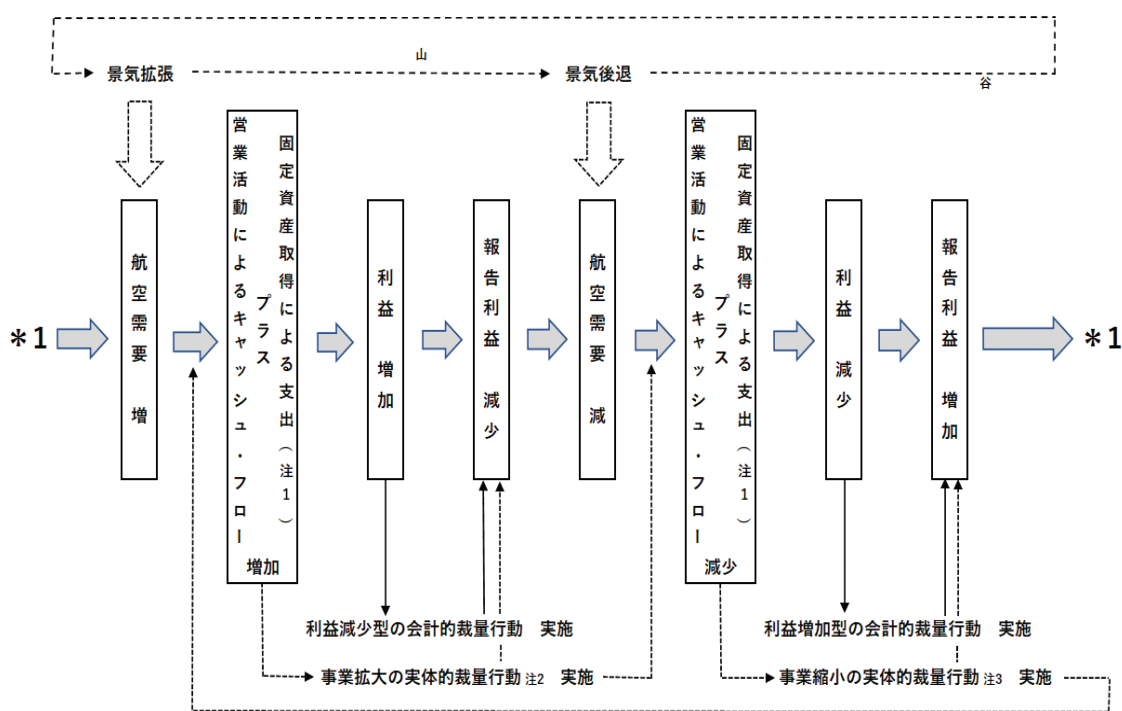 山
景気拡張
景気後退
谷
*1
航空需要 増
固定資産取得による支出(注1)
プラス
営業活動によるキャッシュ・フロー
増加
利益 増加
報告利益 減少
航空需要 減
固定資産取得による支出(注1)
プラス
営業活動によるキャッシュ・フロー
減少
利益 減少
報告利益 増加
*1
利益減少型の会計的裁量行動 実施
利益増加型の会計的裁量行動 実施
事業拡大の実体的裁量行動 注2 実施
事業縮小の実体的裁量行動 注3 実施